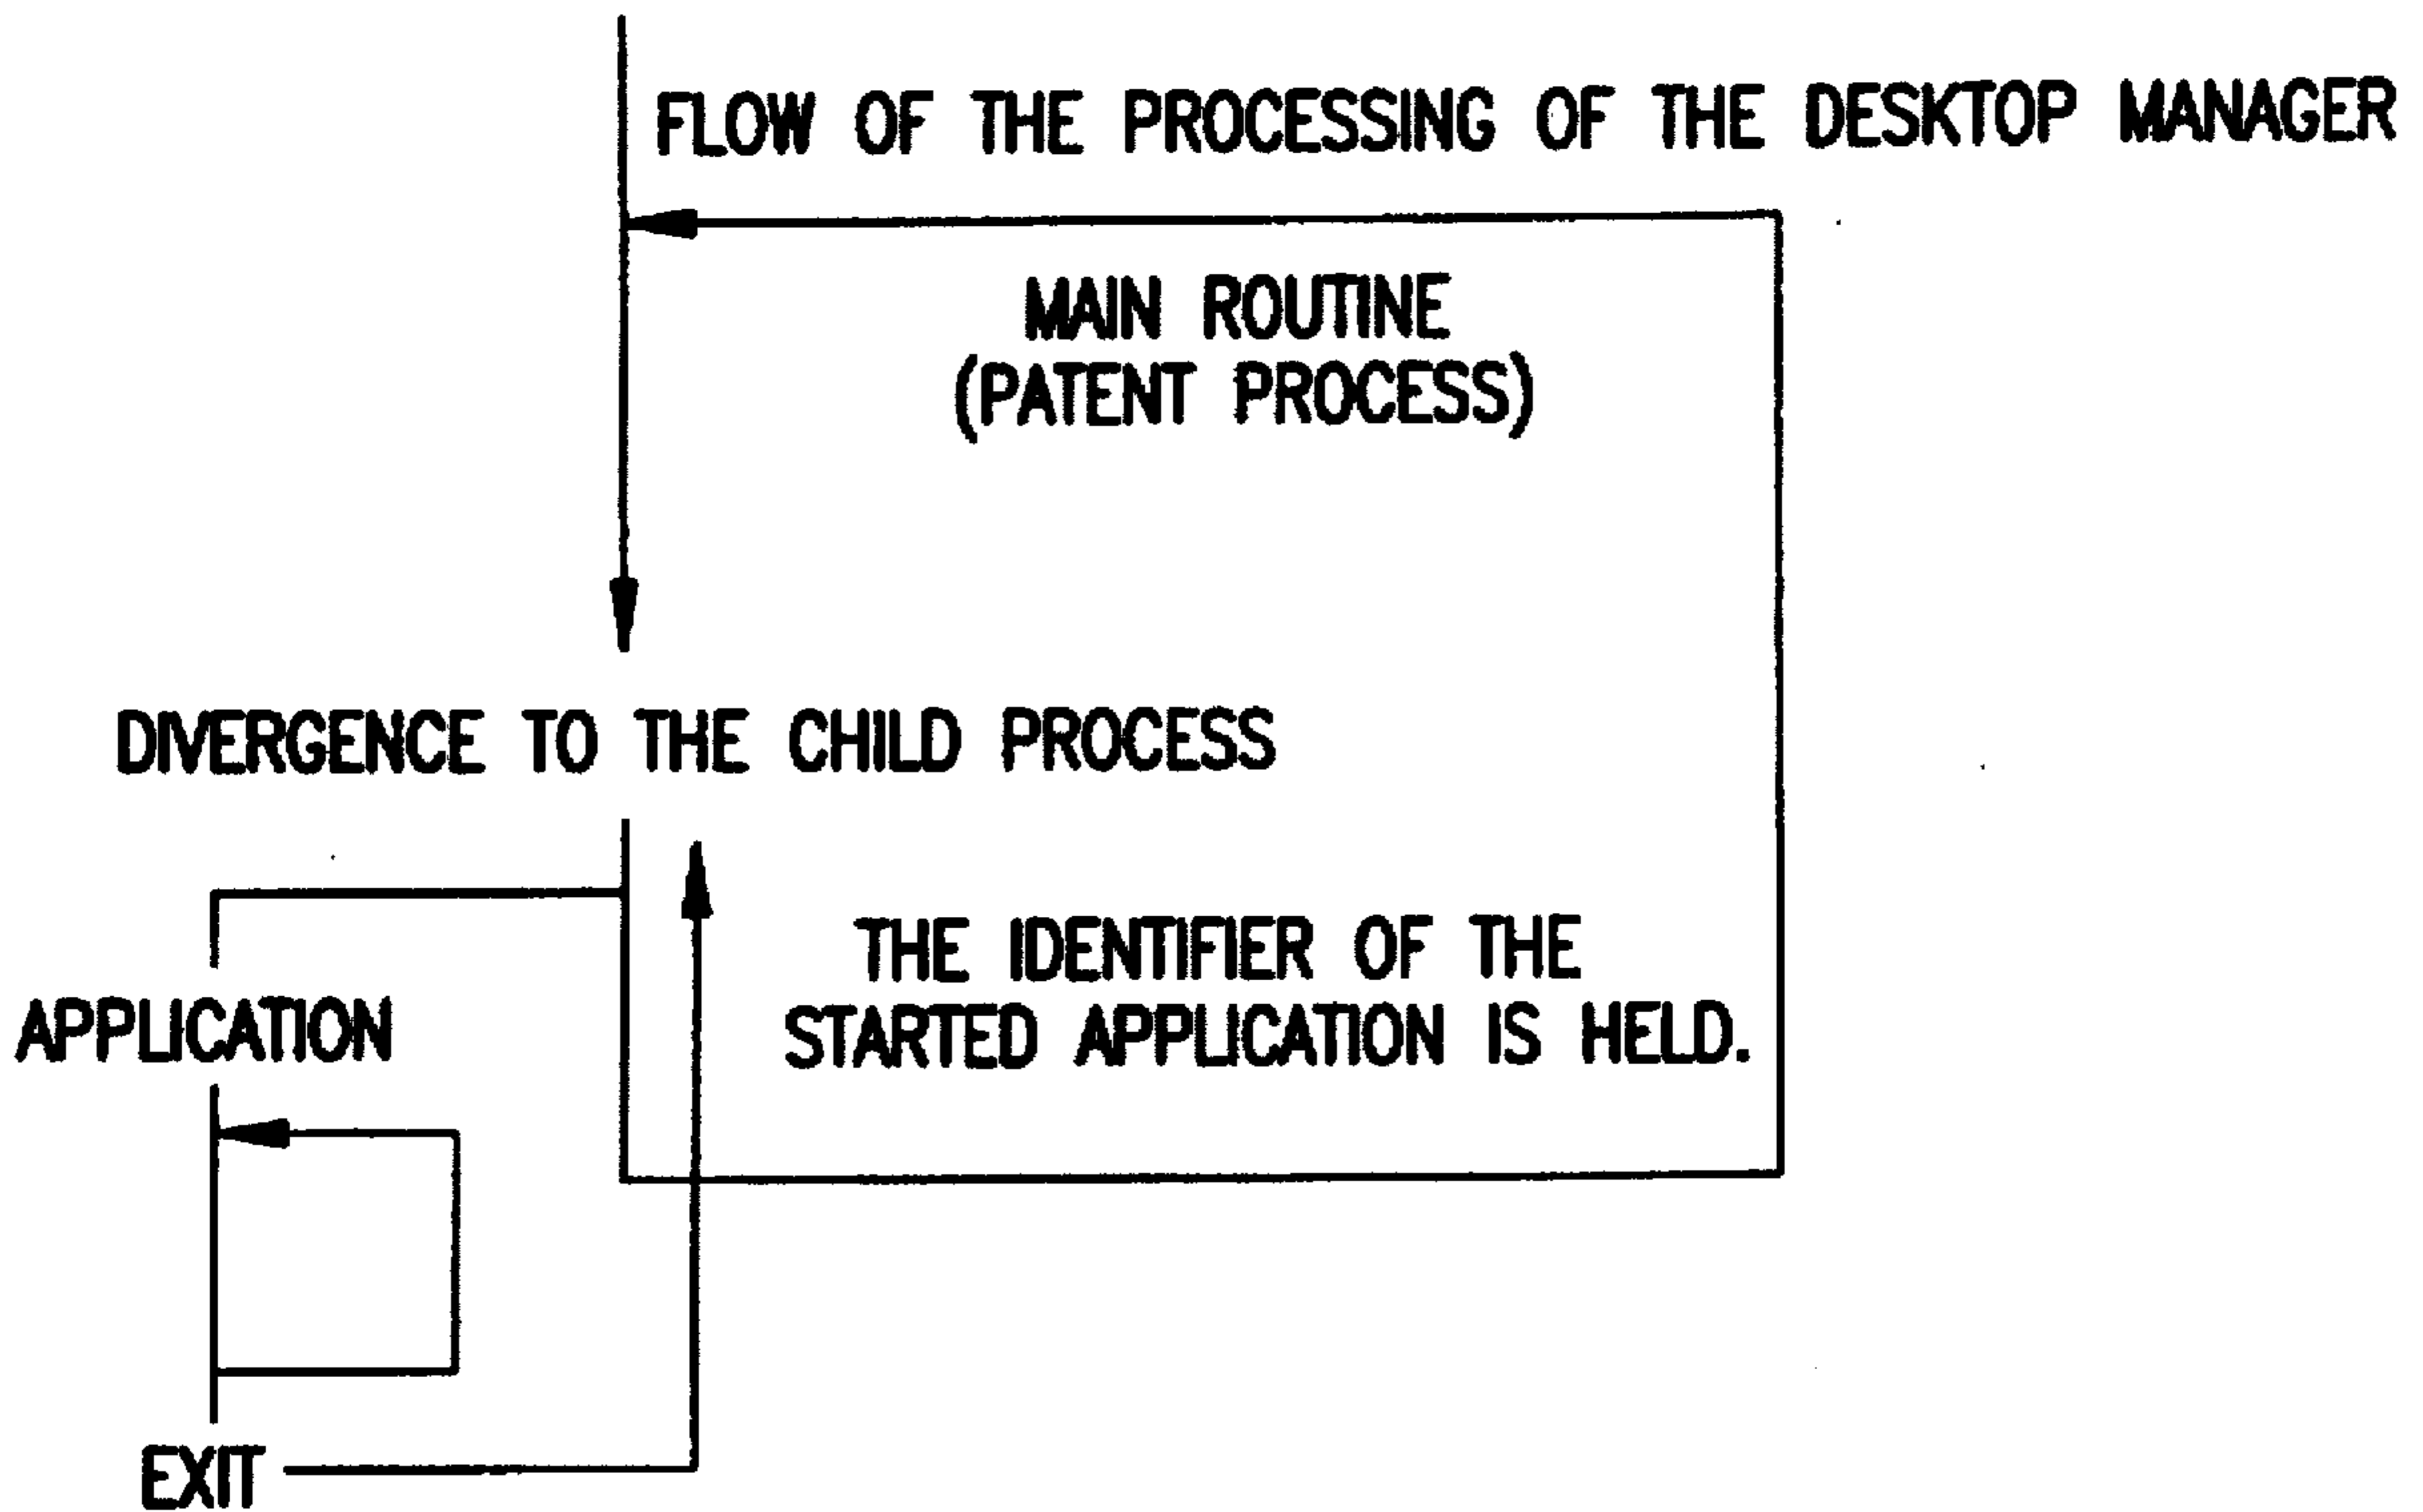 FLOW OF THE PROCESSING OF THE DESKTOP MANAGER
MAIN ROUTINE
(PATENT PROCESS)
DIVERGENCE TO THE CHILD PROCESS
THE IDENTIFIER OF THE
STARTED APPLICATION IS HELD.
APPLICATION
EXIT